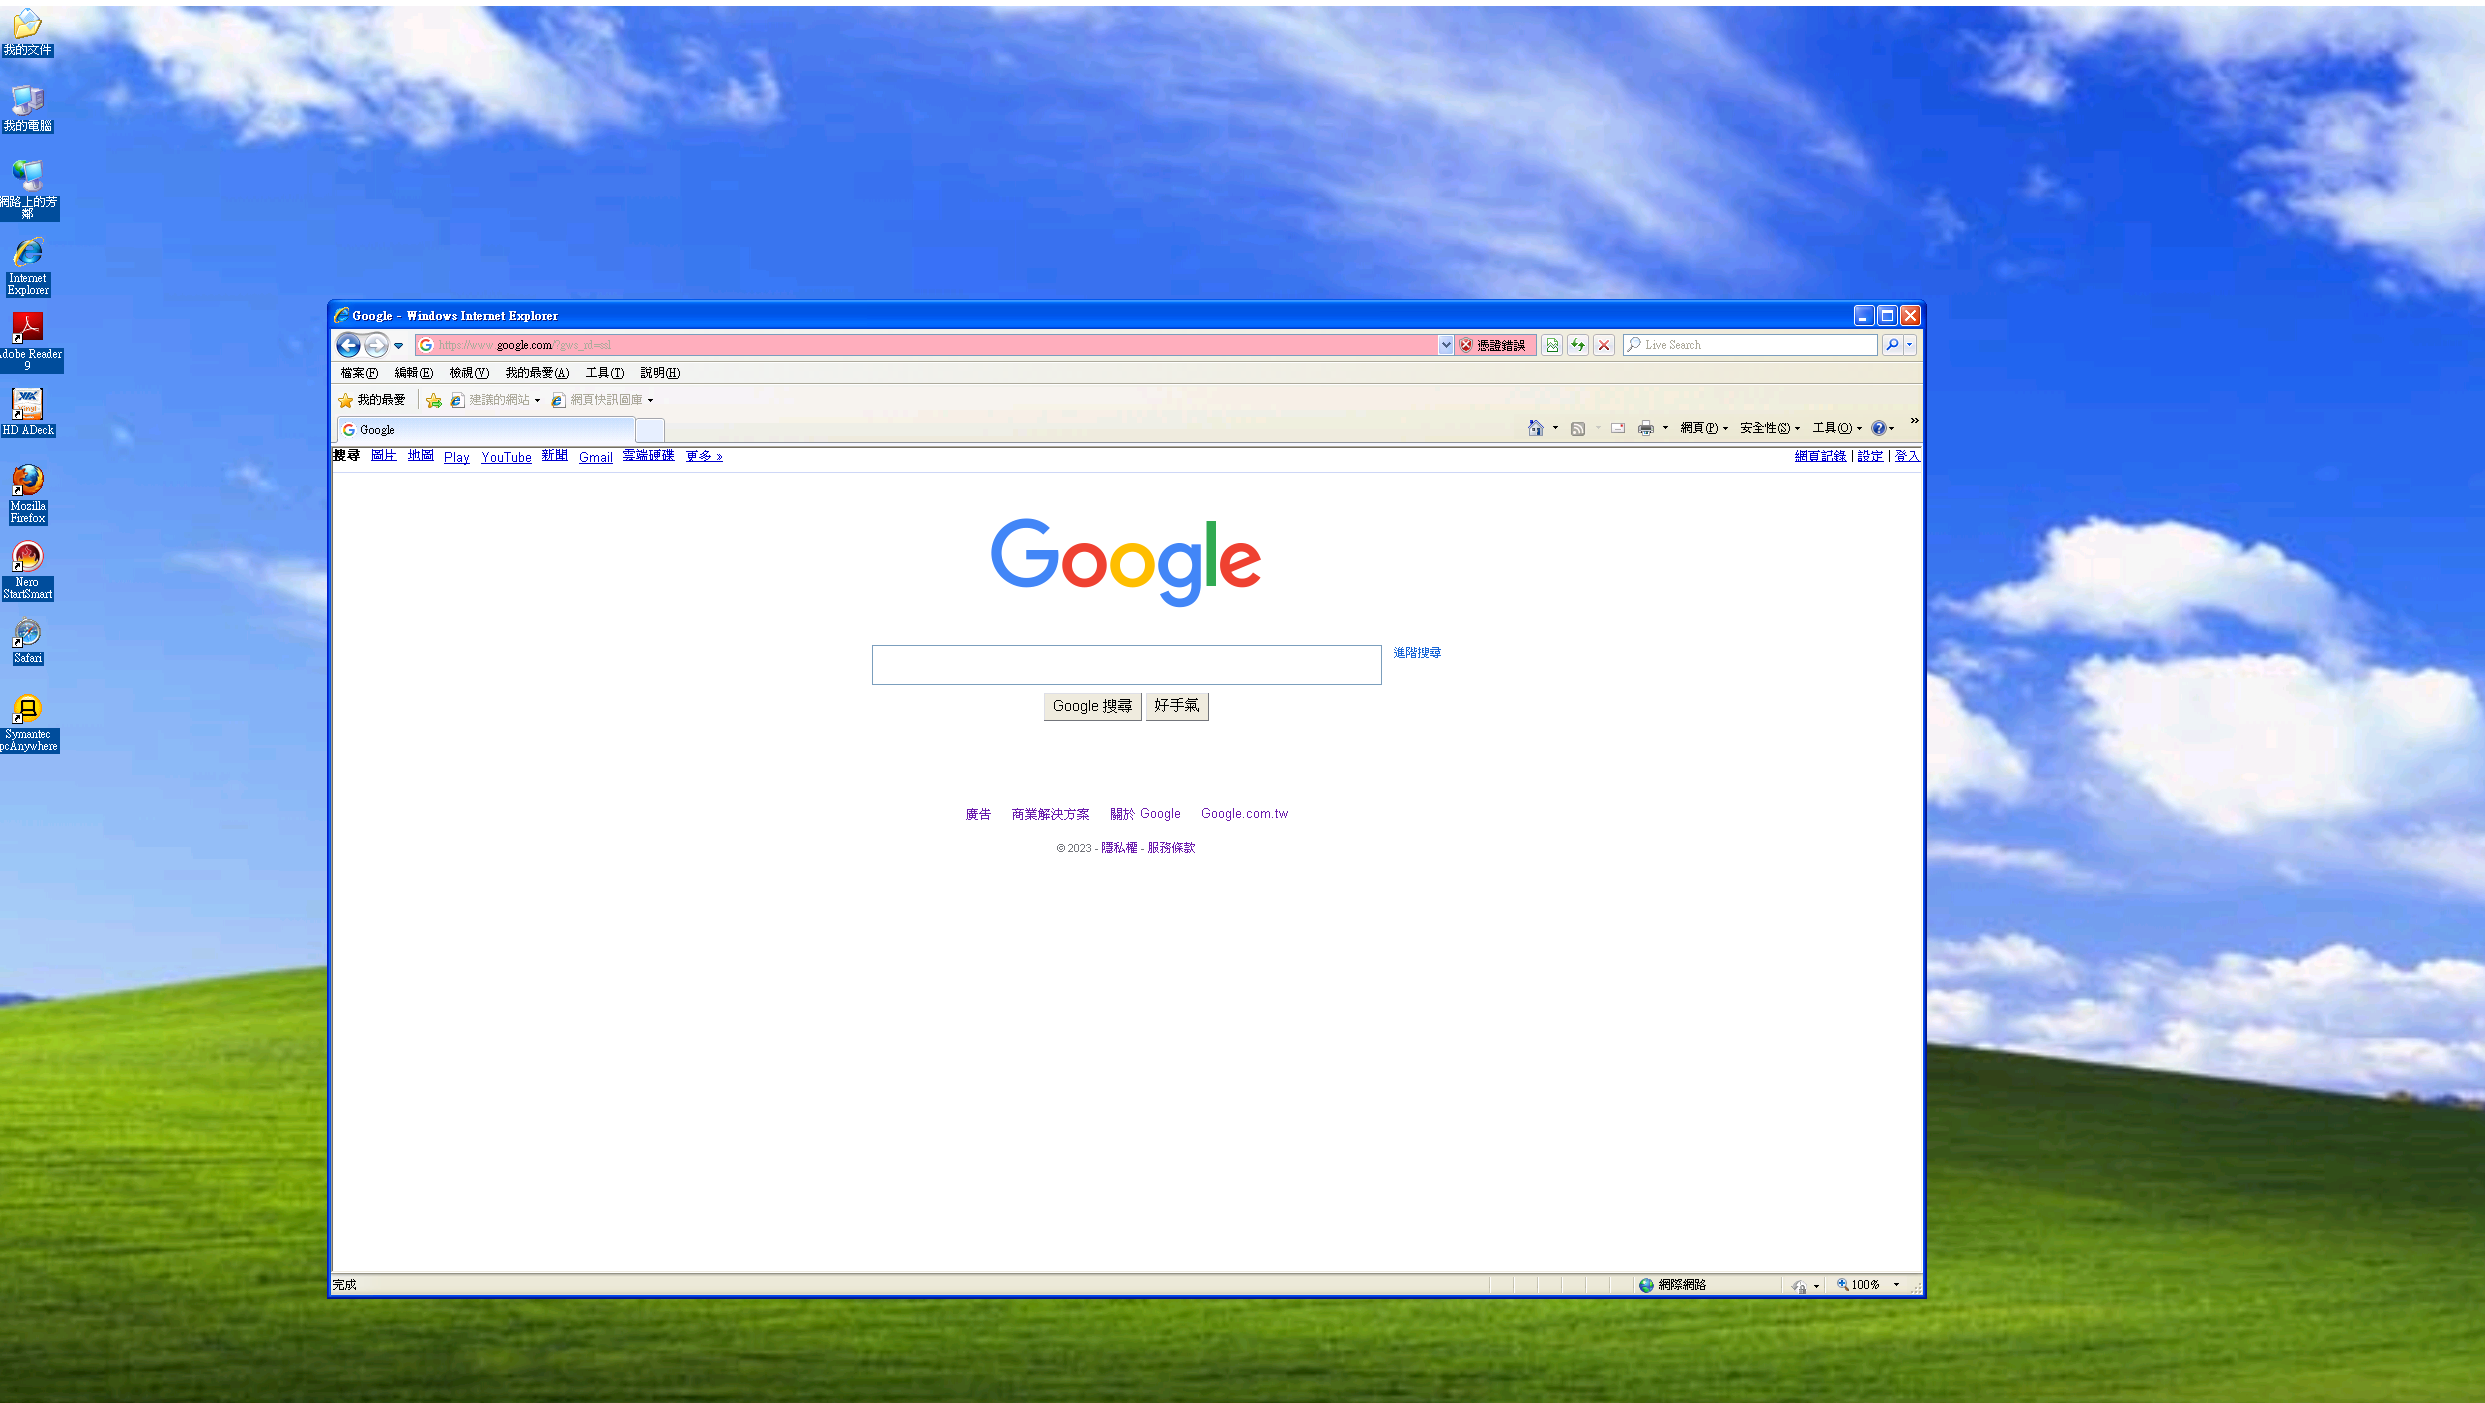 我的文件
我的電腦
網路上的芳
鄰
Internet
Explorer
Adobe Reader
9
HD ADeck
Mozilla
Firefox
Nero
StartSmart
Safari
Symantec
pcAnywhere
Google - Windows Internet Explorer
https://www.google.com/?gws_rd=ssl
憑證錯誤
Live Search
檔案(F) 編輯(E) 檢視(V) 我的最愛(A) 工具(T) 說明(H)
我的最愛 建議的網站 網頁快訊圖庫
Google
網頁(P) 安全性(S) 工具(O) »
搜尋 圖片 地圖 Play YouTube 新聞 Gmail 雲端硬碟 更多 »
網頁記錄 | 設定 | 登入
Google
進階搜尋
Google 搜尋 好手氣
廣告 商業解決方案 關於 Google Google.com.tw
© 2023 - 隱私權 - 服務條款
完成
網際網路
100%